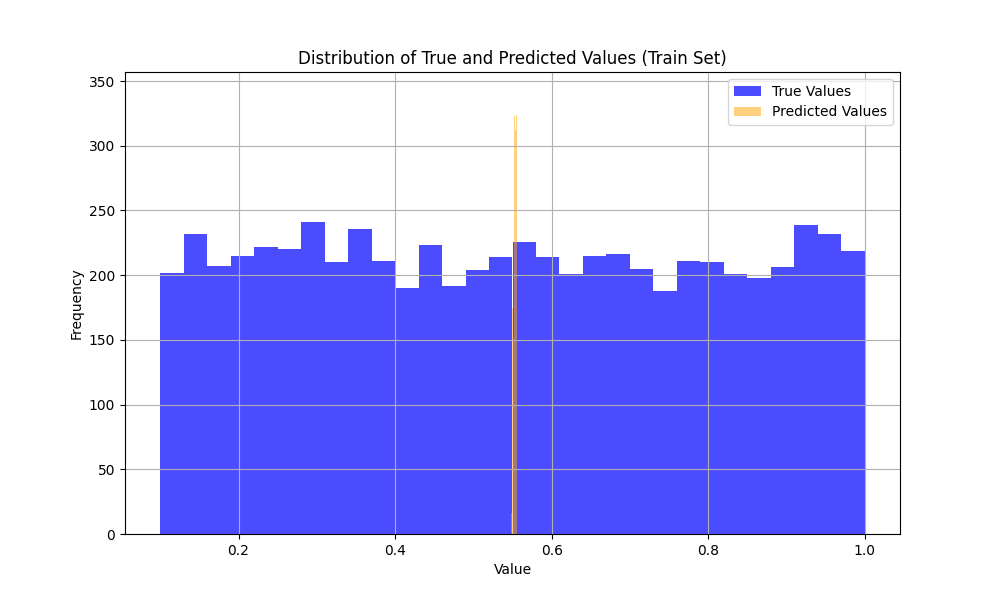 Distribution of True and Predicted Values (Train Set)
True Values
Predicted Values
Frequency
350
300
250
200
150
100
50
0
0.2 0.4 0.6 0.8 1.0
Value